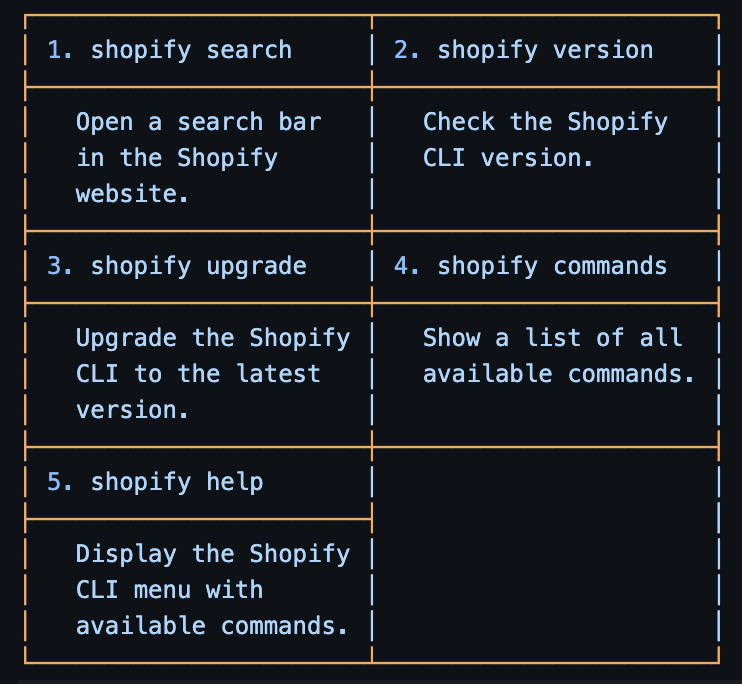 1. shopify search
Open a search bar
in the Shopify
website.
2. shopify version
Check the Shopify
CLI version.
3. shopify upgrade
Upgrade the Shopify
CLI to the latest
version.
4. shopify commands
Show a list of all
available commands.
5. shopify help
Display the Shopify
CLI menu with
available commands.